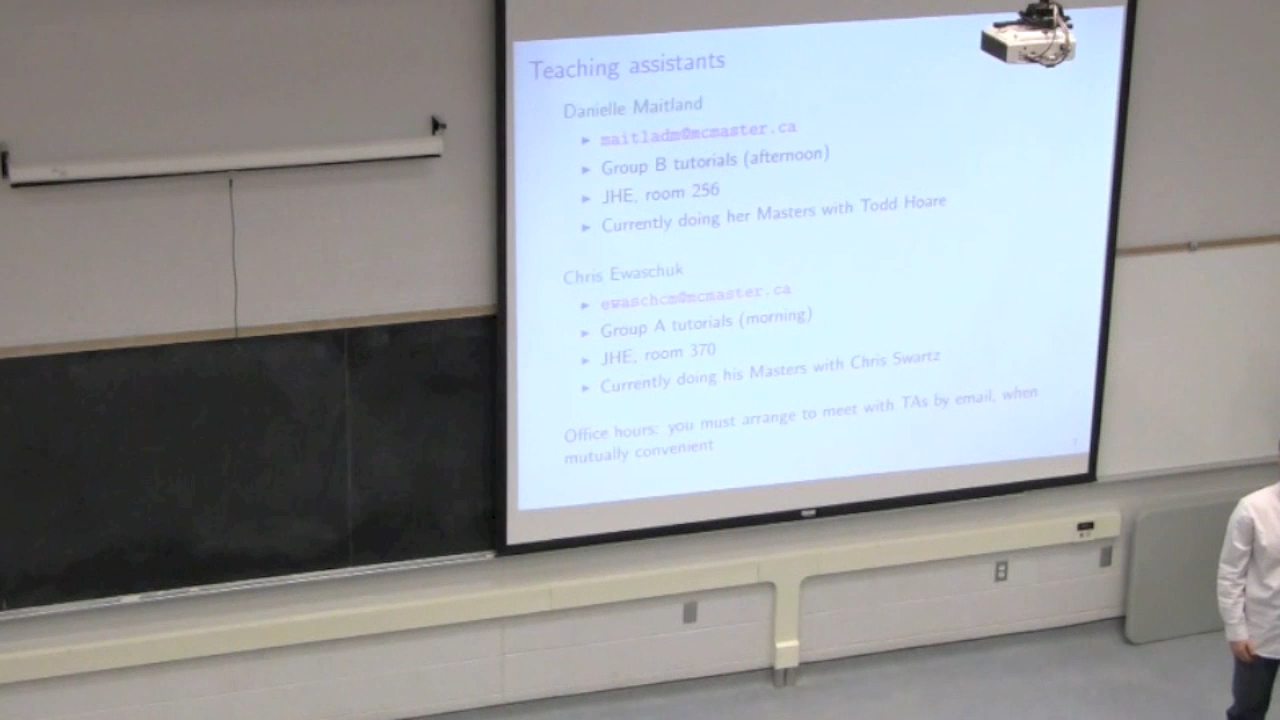 Teaching assistants
Danielle Maitland
► maitladm@mcmaster.ca
► Group B tutorials (afternoon)
► JHE, room 256
► Currently doing her Masters with Todd Hoare
Chris Ewaschuk
► ewaschcm@mcmaster.ca
► Group A tutorials (morning)
► JHE, room 370
► Currently doing his Masters with Chris Swartz
Office hours: you must arrange to meet with TAs by email, when
mutually convenient